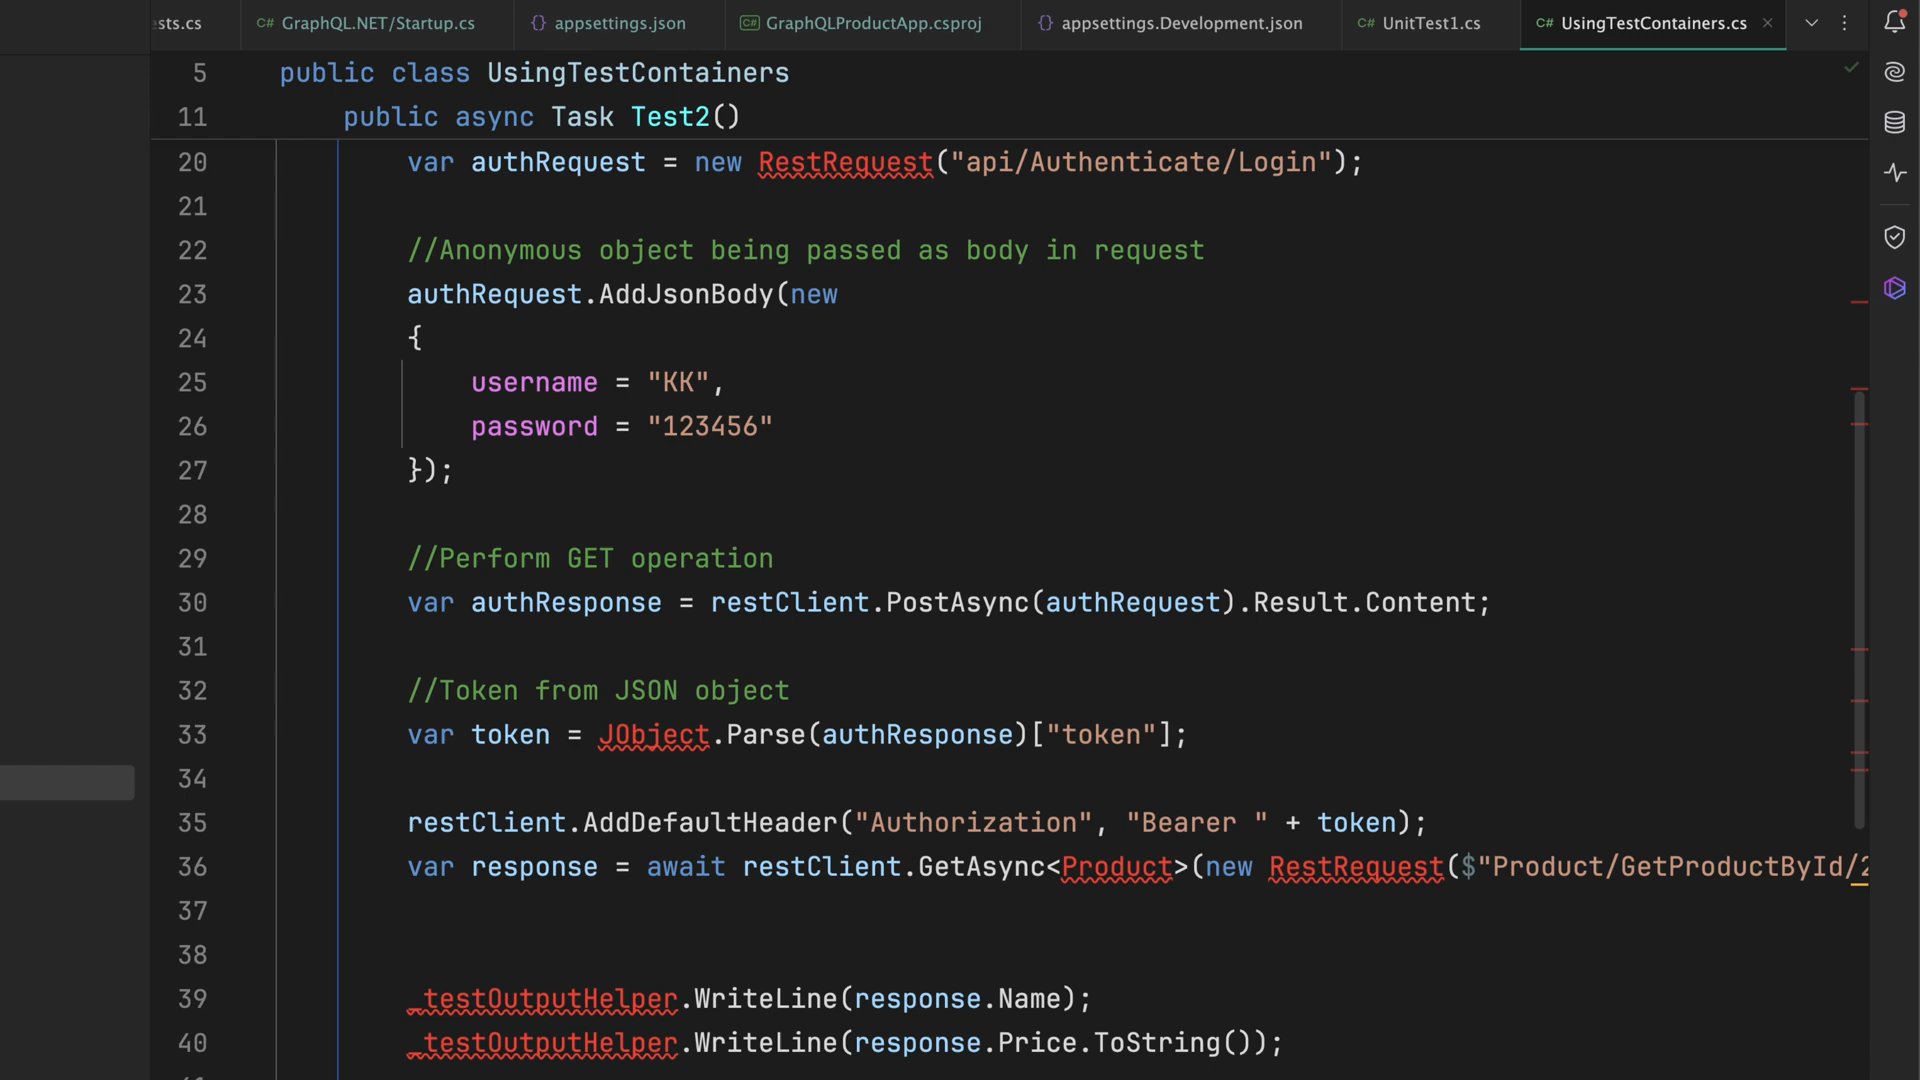 ests.cs
C# GraphQL.NET/Startup.cs
{} appsettings.json
C# GraphQLProductApp.csproj
{} appsettings.Development.json
C# UnitTest1.cs
C# UsingTestContainers.cs
5 public class UsingTestContainers
11 public async Task Test2()
20 var authRequest = new RestRequest("api/Authenticate/Login");
21
22 //Anonymous object being passed as body in request
23 authRequest.AddJsonBody(new
24 {
25 username = "KK",
26 password = "123456"
27 });
28
29 //Perform GET operation
30 var authResponse = restClient.PostAsync(authRequest).Result.Content;
31
32 //Token from JSON object
33 var token = JObject.Parse(authResponse)["token"];
34
35 restClient.AddDefaultHeader("Authorization", "Bearer " + token);
36 var response = await restClient.GetAsync<Product>(new RestRequest($"Product/GetProductById/2
37
38
39 _testOutputHelper.WriteLine(response.Name);
40 _testOutputHelper.WriteLine(response.Price.ToString());